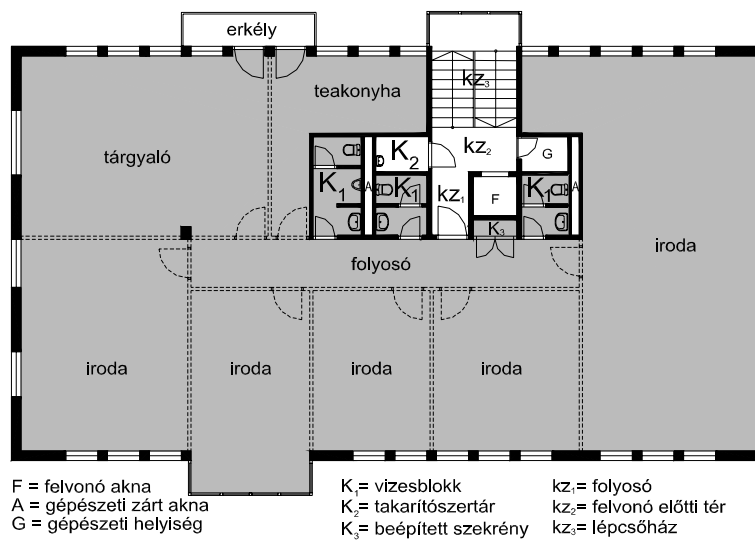 erkély
teakonyha
kz₃
tárgyaló
K₂
kz₂
G
K₁
A
K₁
kz₁
F
K₁
A
K₃
iroda
folyosó
iroda
iroda
iroda
iroda
F = felvonó akna
A = gépészeti zárt akna
G = gépészeti helyiség
K₁= vizesblokk
K₂= takarítószertár
K₃= beépített szekrény
kz₁= folyosó
kz₂= felvonó előtti tér
kz₃= lépcsőház